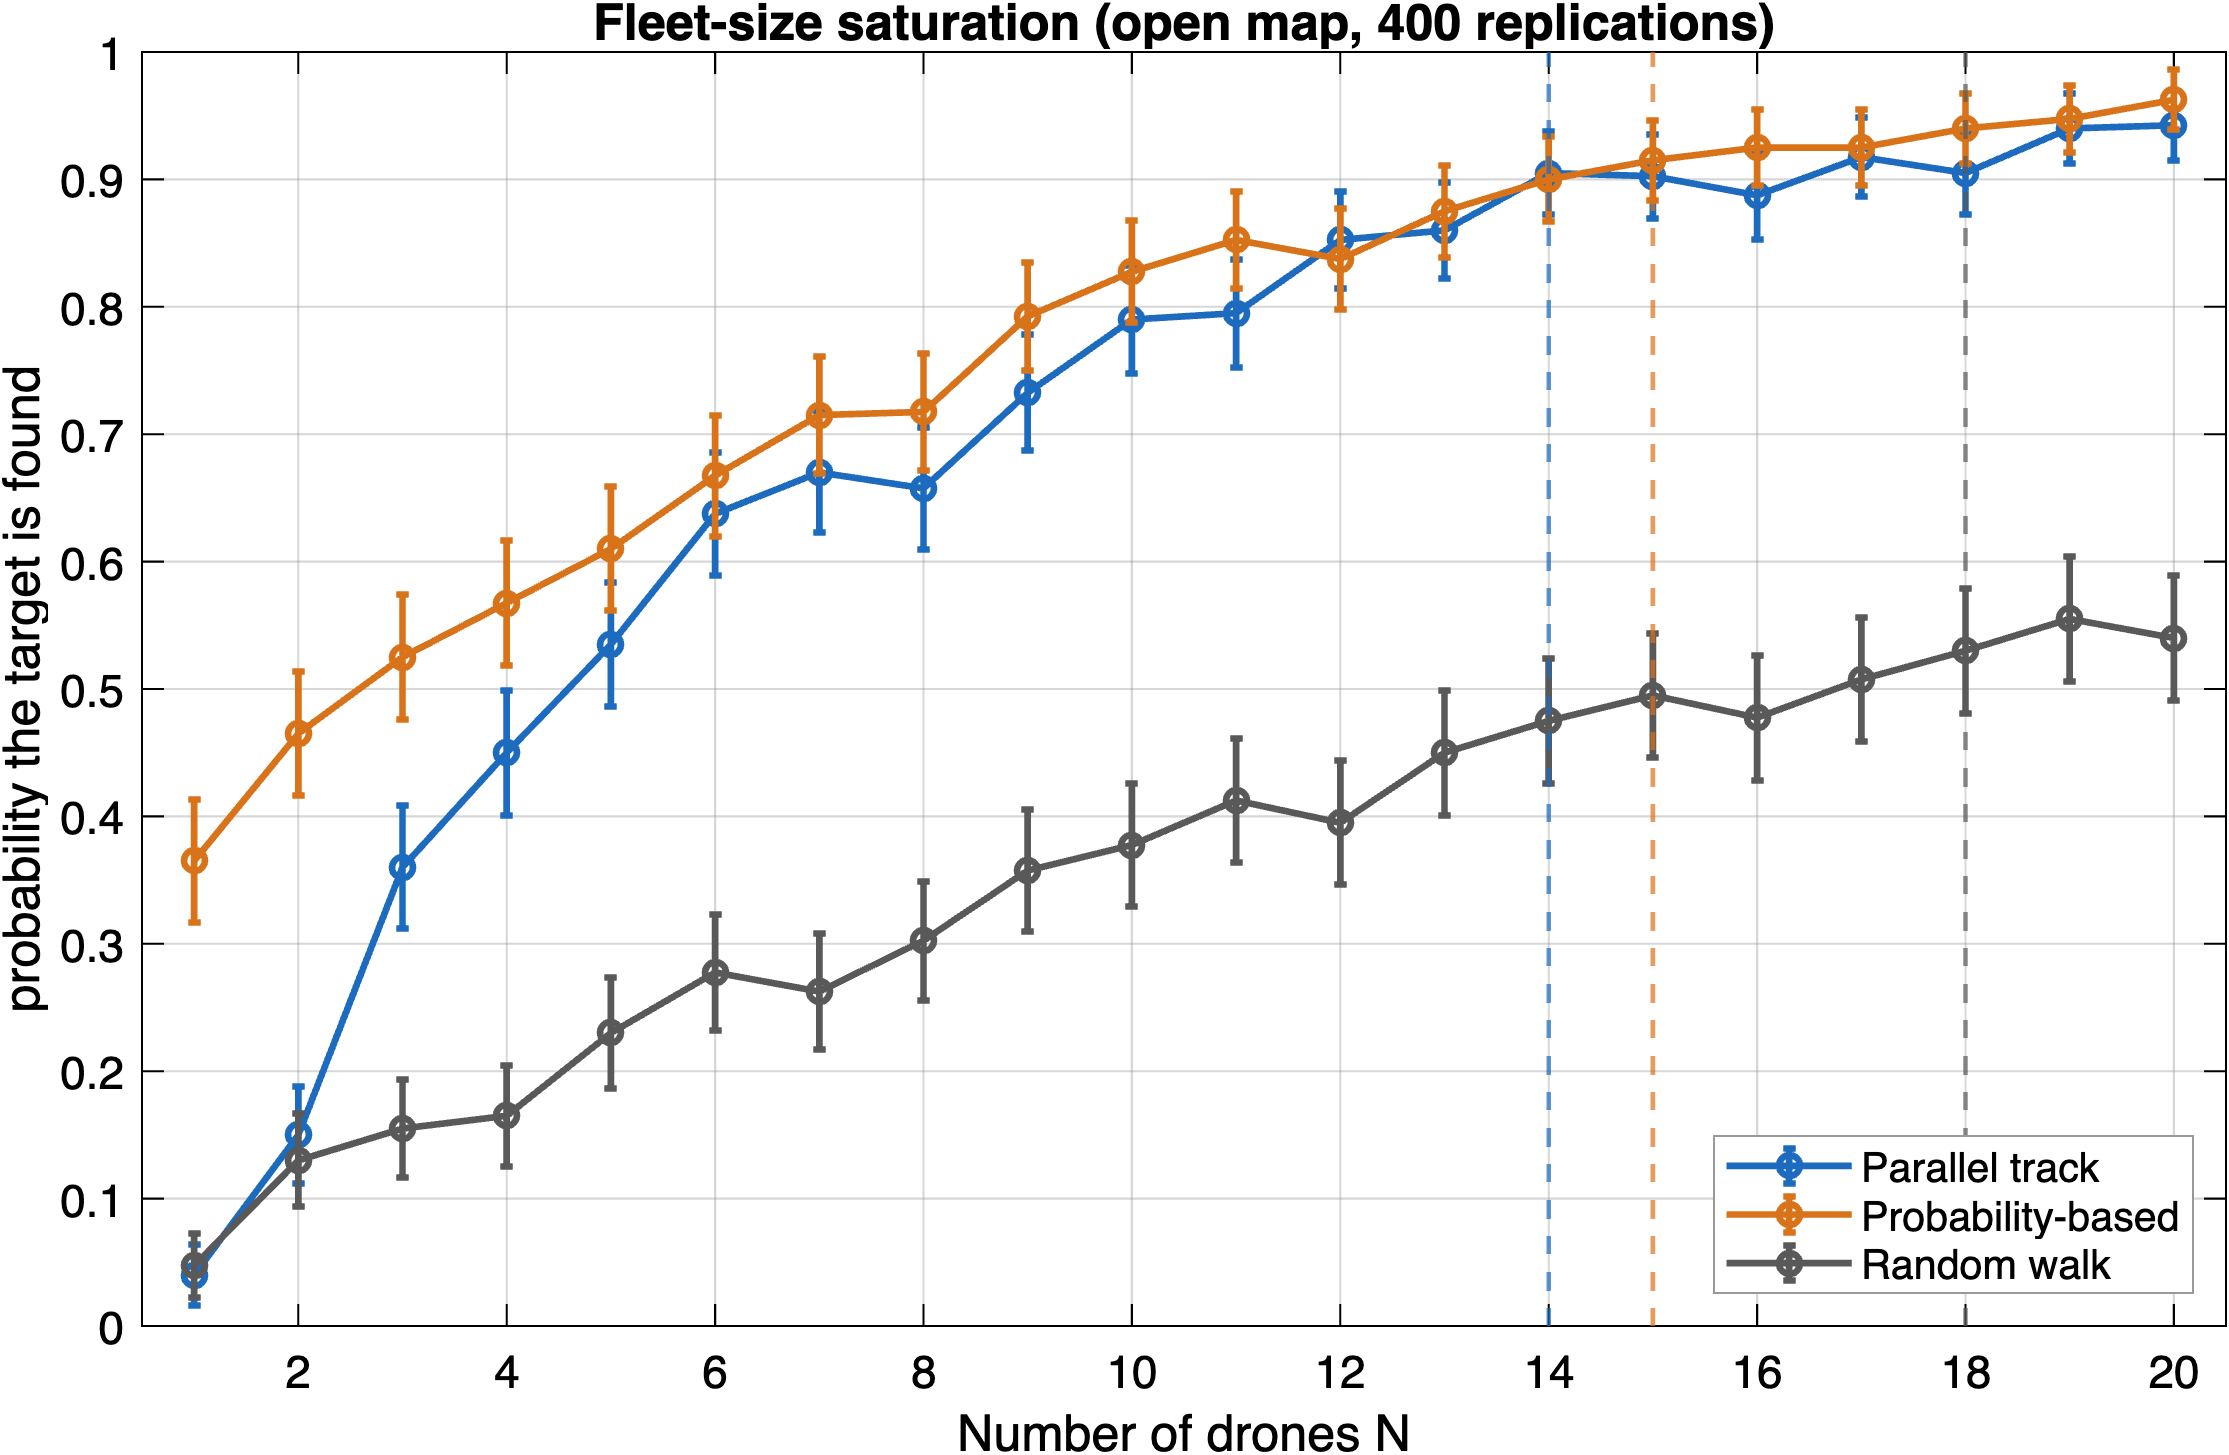 Fleet-size saturation (open map, 400 replications)
1
0.9
0.8
0.7
0.6
0.5
0.4
0.3
0.2
0.1
0
probability the target is found
2 4 6 8 10 12 14 16 18 20
Number of drones N
Parallel track
Probability-based
Random walk